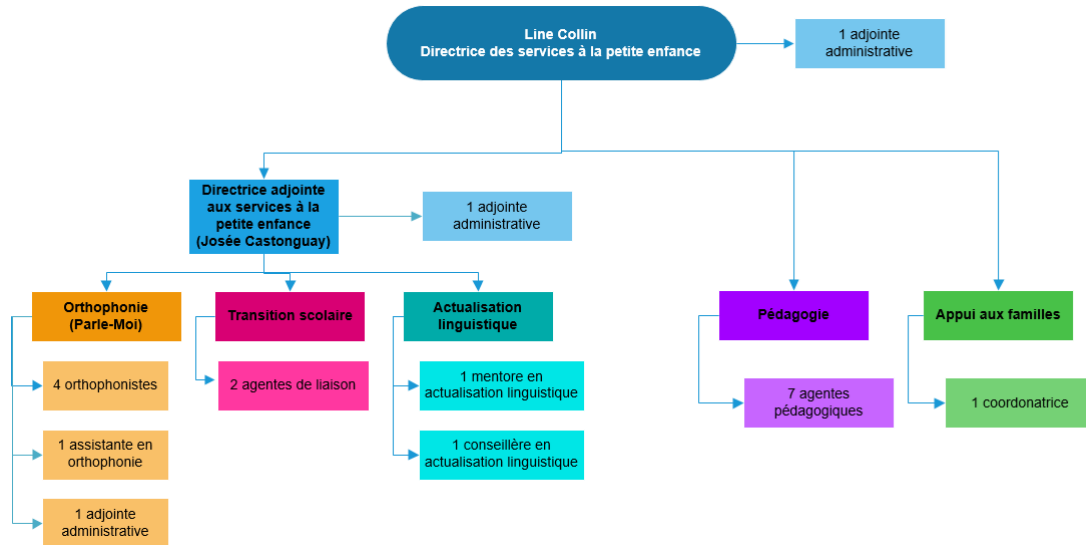 Line Collin
Directrice des services à la petite enfance
1 adjointe
administrative
Directrice adjointe
aux services à la
petite enfance
(Josée Castonguay)
1 adjointe
administrative
Orthophonie
(Parle-Moi)
Transition scolaire
Actualisation
linguistique
Pédagogie
Appui aux familles
4 orthophonistes
2 agentes de liaison
1 mentore en
actualisation linguistique
7 agentes
pédagogiques
1 coordonatrice
1 assistante en
orthophonie
1 conseillère en
actualisation linguistique
1 adjointe
administrative